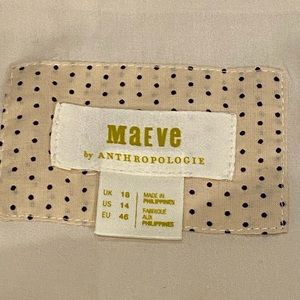 MAEVE
by ANTHROPOLOGIE
UK 18
US 14
EU 46
MADE IN
PHILIPPINES
FABRIQUÉ
AUX
PHILIPPINES